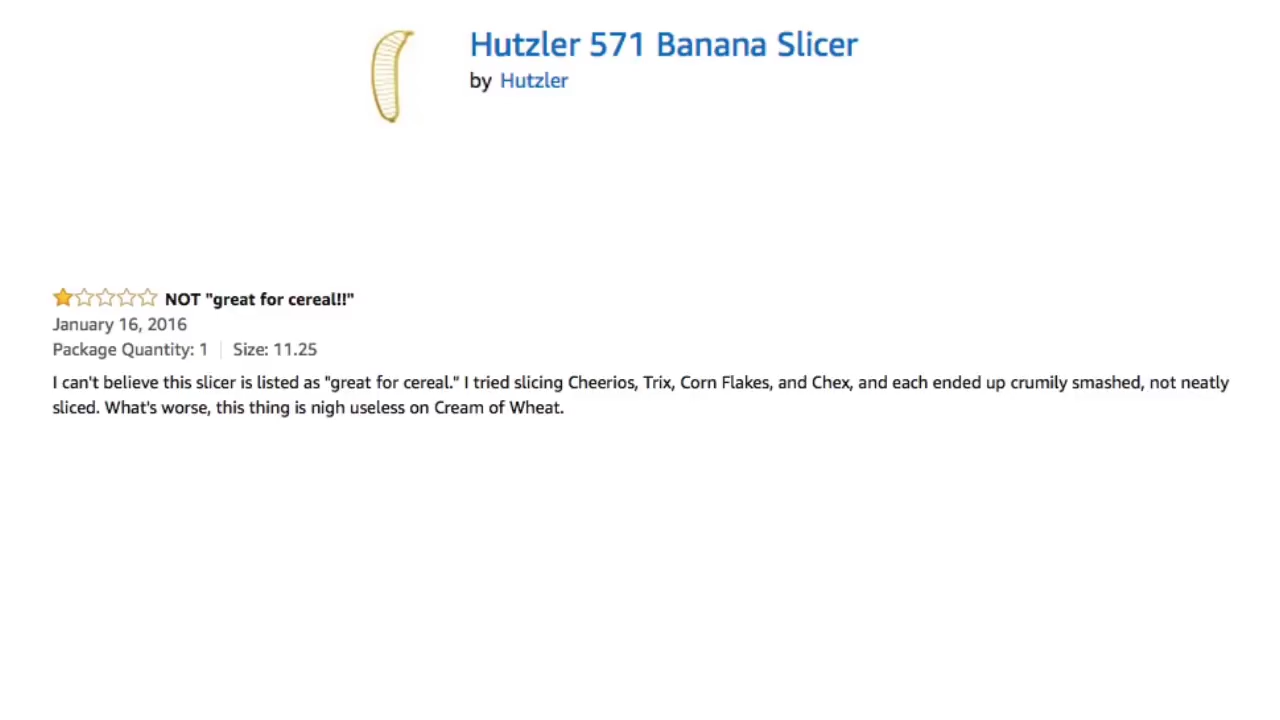 Hutzler 571 Banana Slicer
by Hutzler
NOT "great for cereal!!"
January 16, 2016
Package Quantity: 1 | Size: 11.25
I can't believe this slicer is listed as "great for cereal." I tried slicing Cheerios, Trix, Corn Flakes, and Chex, and each ended up crumily smashed, not neatly
sliced. What's worse, this thing is nigh useless on Cream of Wheat.